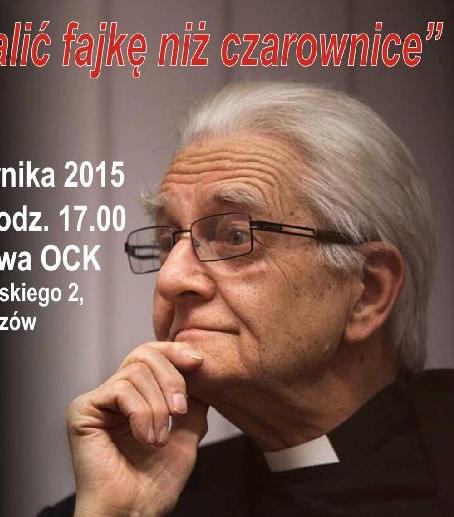 alić fajkę niż czarownice”
nika 2015
odz. 17.00
wa OCK
skiego 2,
zów